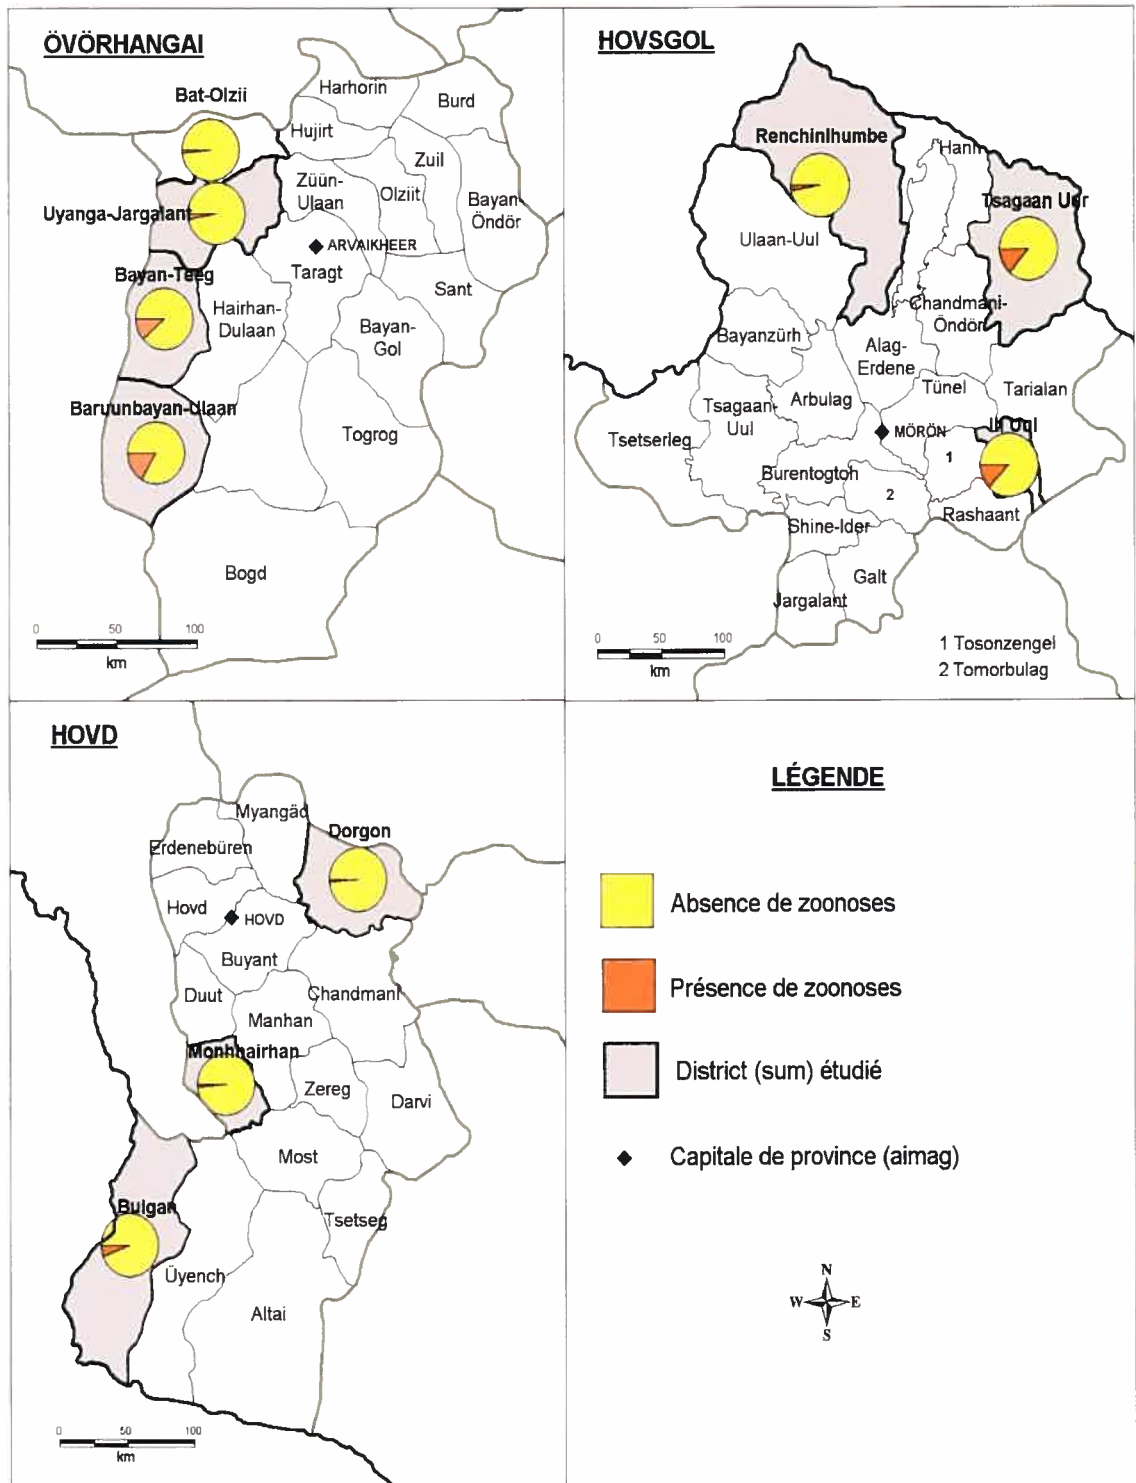 ÖVÖRHANGAI
Bat-Olzii
Harhorin
Burd
Hujirt
Zuil
Züün-
Ulaan
Olziit
Bayan-
Öndör
Uyanga-Jargalant
ARVAIKHEER
Taragt
Bayan-Teeg
Sant
Hairhan-
Dulaan
Bayan-
Gol
Baruunbayan-Ulaan
Togrog
Bogd
0 50 100
km
HOVSGOL
Renchinlhumbe
Hanh
Tsagaan Uur
Ulaan-Uul
Chandmani-
Öndör
Bayanzürh
Alag-
Erdene
Tünel
Tarialan
Arbulag
Tsagaan-
Uul
Tsetserleg
MÖRÖN
Ih Uul
1
Burentogtoh
2
Rashaant
Shine-Ider
Galt
Jargalant
0 50 100
km
1 Tosonzengel
2 Tomorbulag
HOVD
Myangäd
Dorgon
Erdenebüren
Hovd
HOVD
Buyant
Duut
Chandmani
Manhan
Monhhairhan
Zereg
Darvi
Most
Bulgan
Tsetseg
Üyench
Altai
0 50 100
km
LÉGENDE
Absence de zoonoses
Présence de zoonoses
District (sum) étudié
Capitale de province (aimag)
N
W E
S